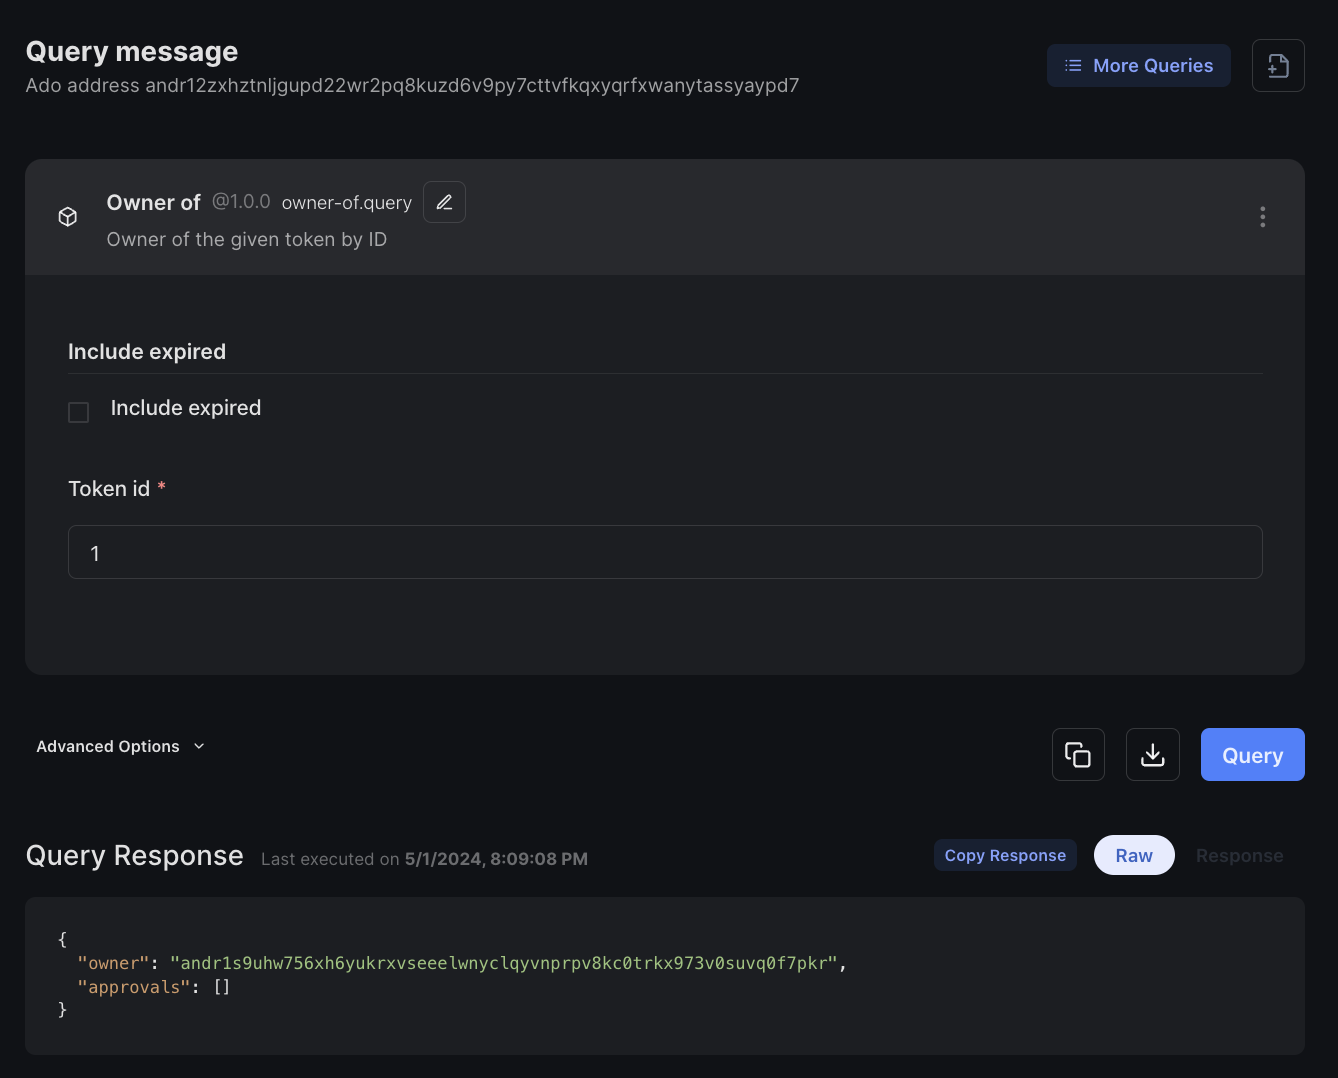 Query message
Ado address andr12zxhztnljgupd22wr2pq8kuzd6v9py7cttvfkqxyqrfxwanytassyaypd7
More Queries
Owner of @1.0.0 owner-of.query
Owner of the given token by ID
Include expired
Include expired
Token id *
1
Advanced Options
Query
Query Response Last executed on 5/1/2024, 8:09:08 PM
Copy Response Raw Response
{
"owner": "andr1s9uhw756xh6yukrxvseeelwnyclqyvnprpv8kc0trkx973v0suvq0f7pkr",
"approvals": []
}